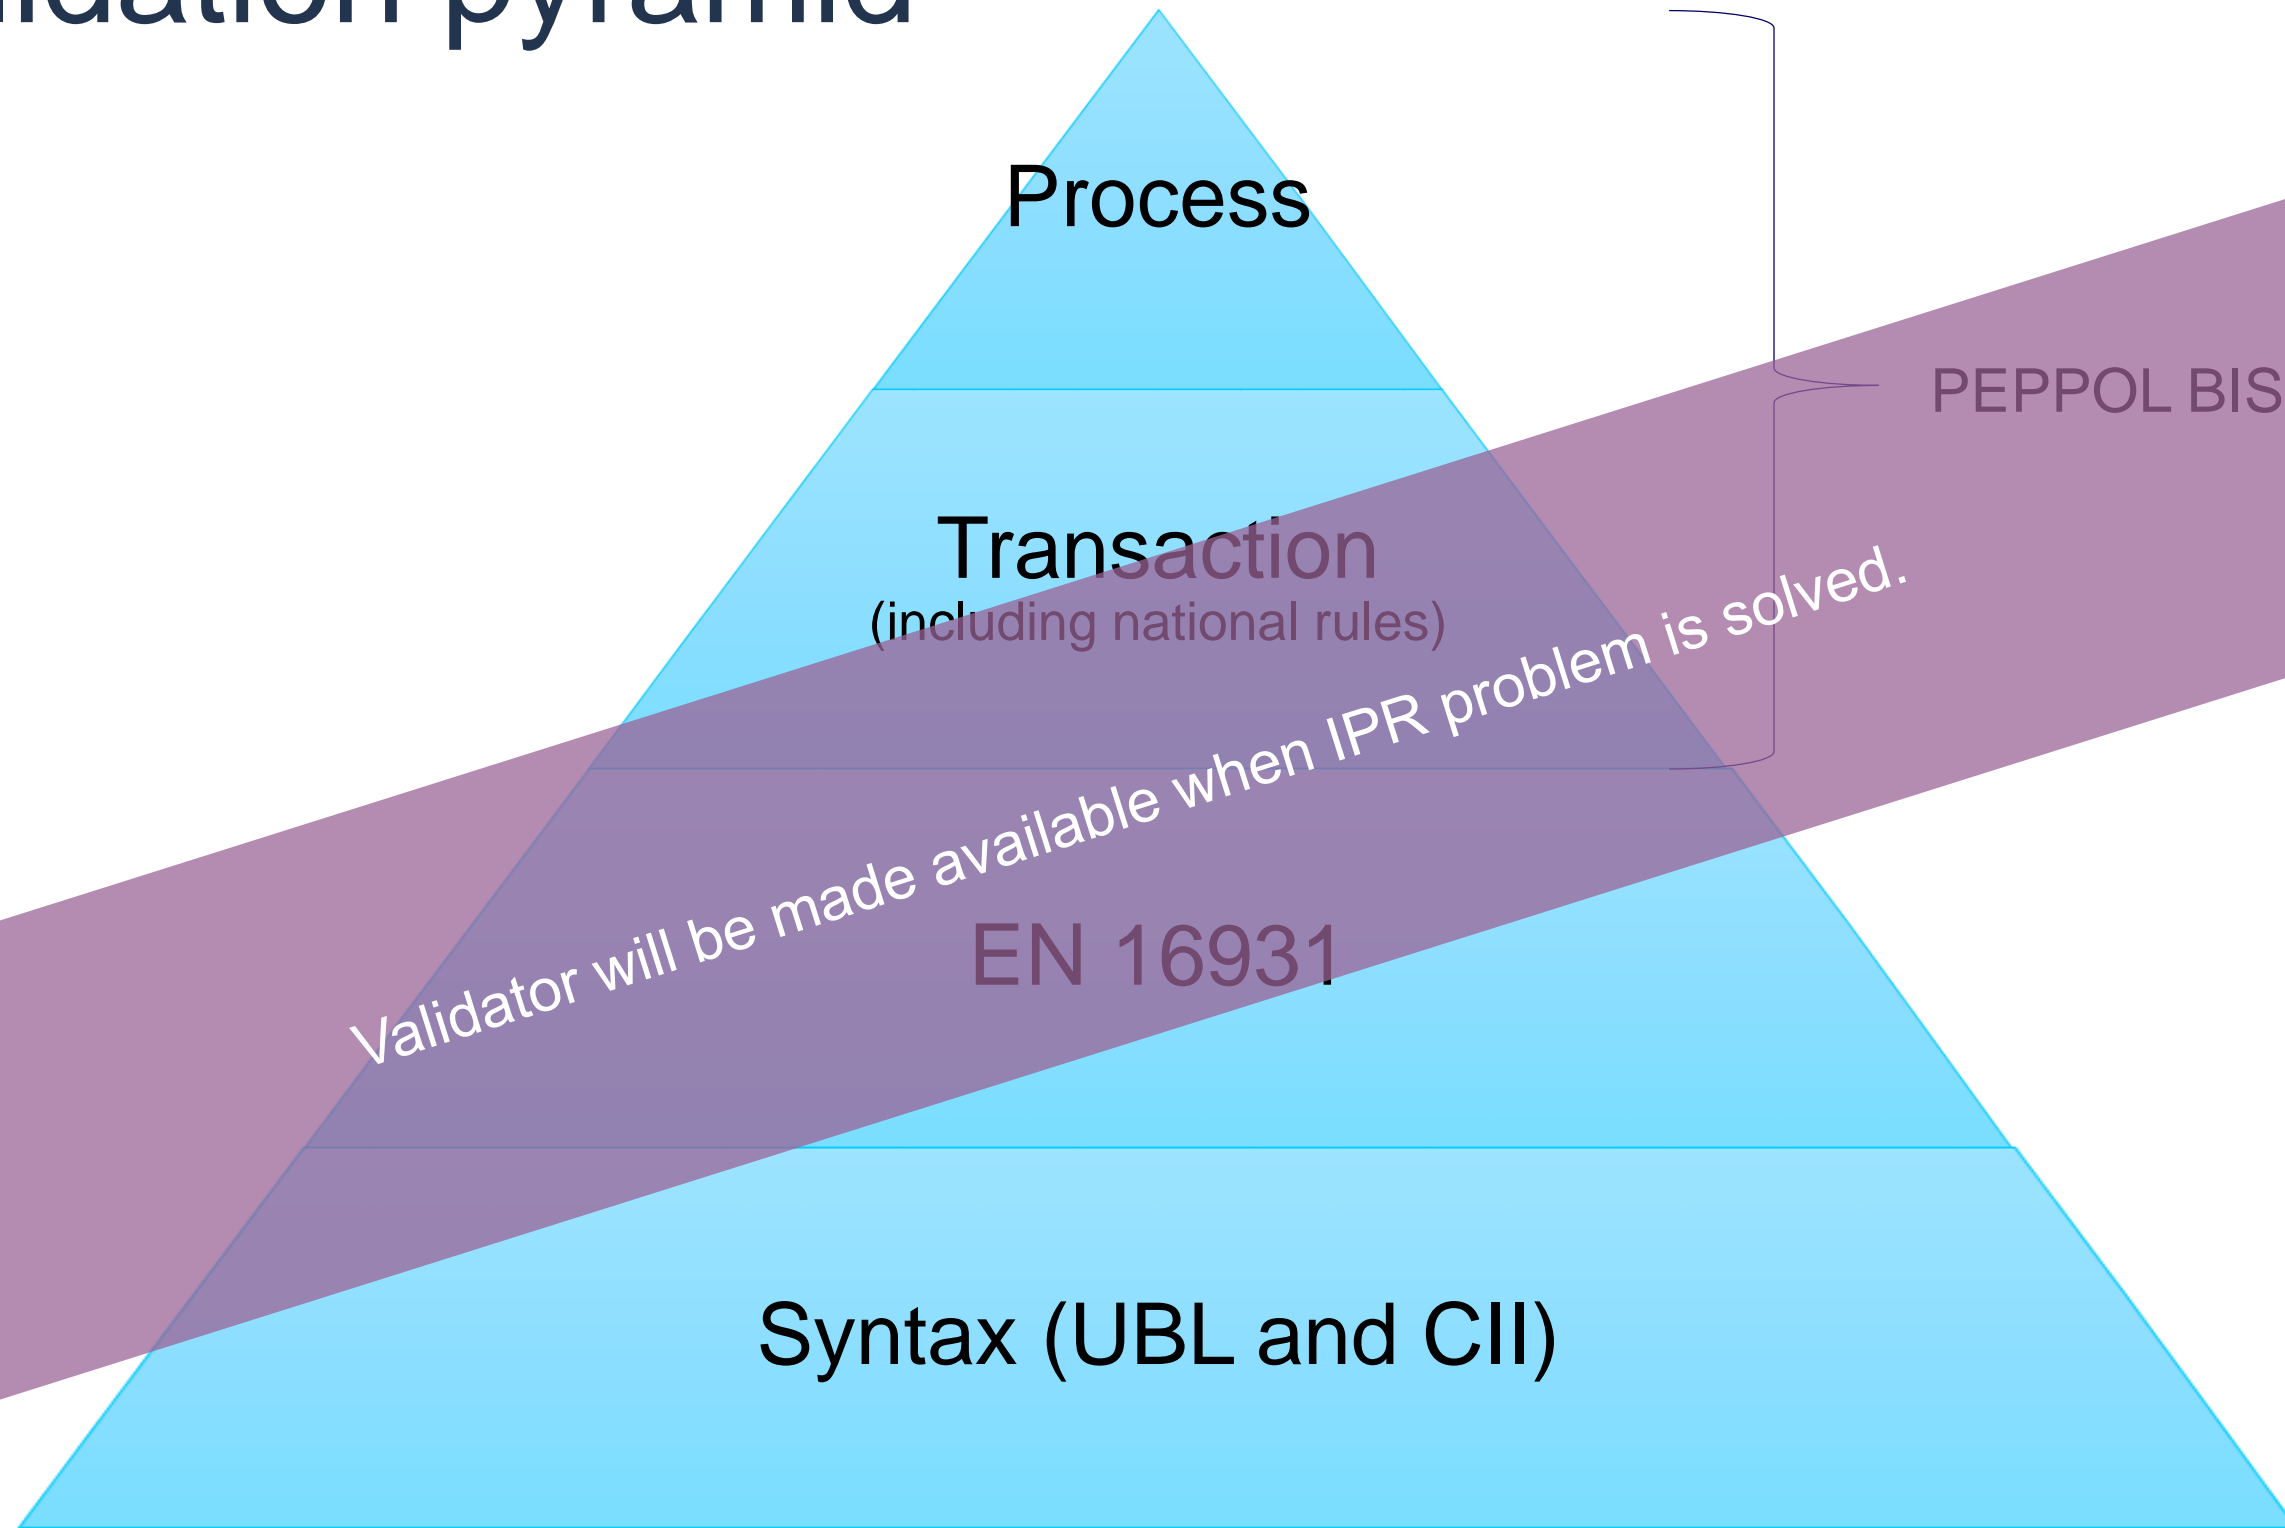 lidation pyramid
Process
PEPPOL BIS
Transaction
(including national rules)
Validator will be made available when IPR problem is solved.
EN 16931
Syntax (UBL and CII)